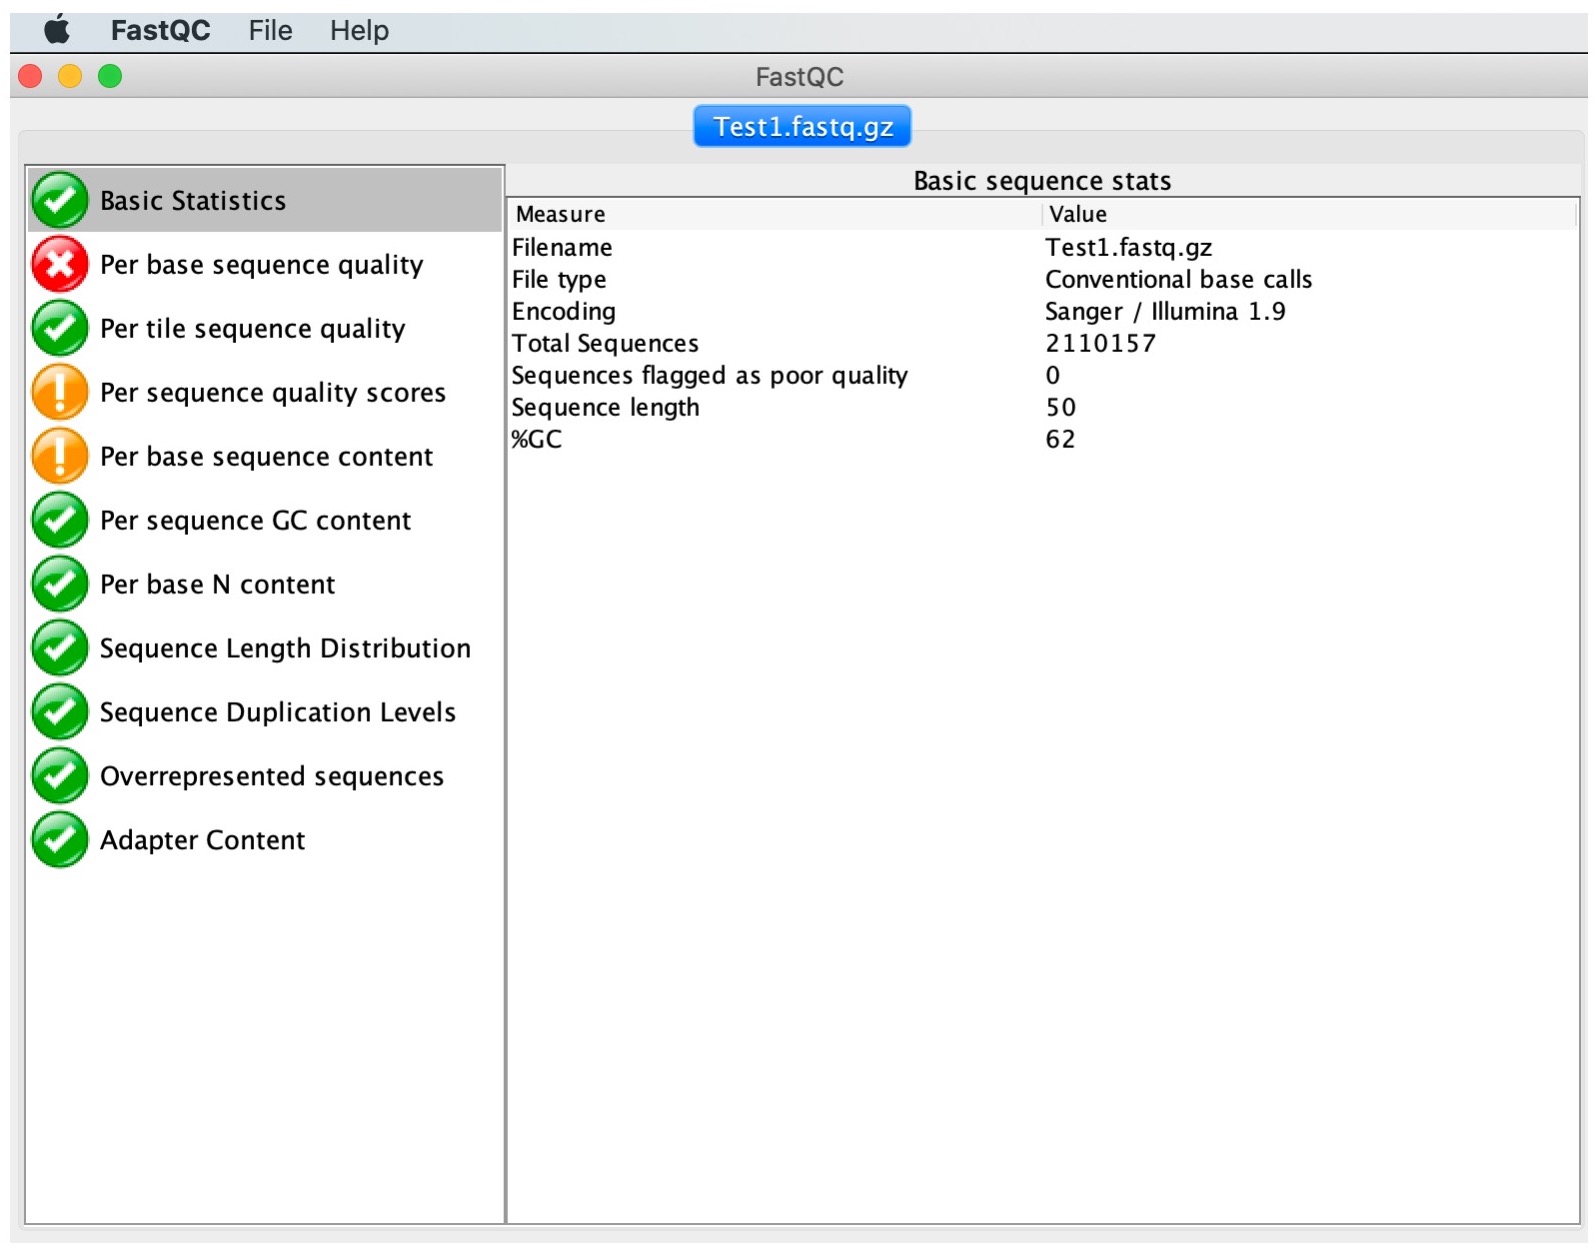 FastQC File Help
FastQC
Test1.fastq.gz
Basic Statistics
Per base sequence quality
Per tile sequence quality
Per sequence quality scores
Per base sequence content
Per sequence GC content
Per base N content
Sequence Length Distribution
Sequence Duplication Levels
Overrepresented sequences
Adapter Content
Basic sequence stats
Measure Value
Filename Test1.fastq.gz
File type Conventional base calls
Encoding Sanger / Illumina 1.9
Total Sequences 2110157
Sequences flagged as poor quality 0
Sequence length 50
%GC 62